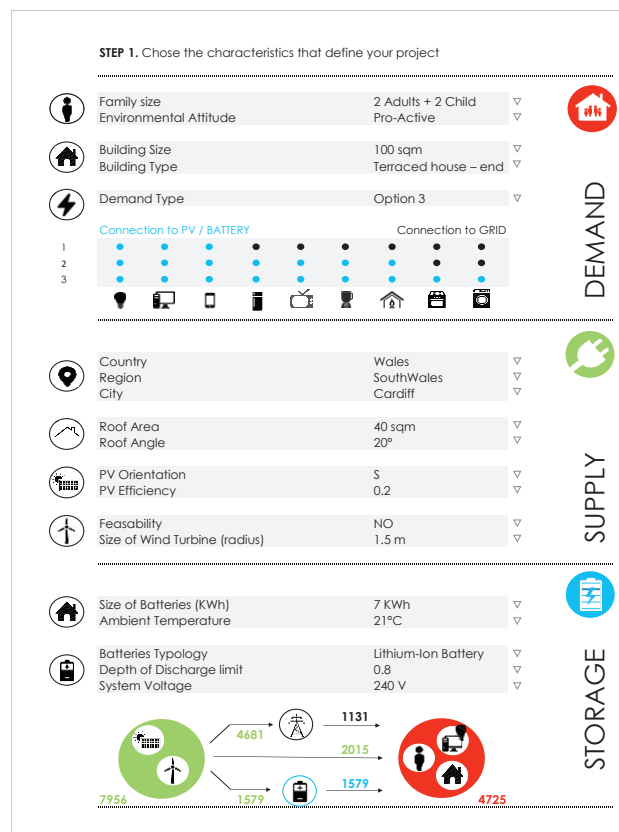 STEP 1. Chose the characteristics that define your project
Family size 2 Adults + 2 Child
Environmental Attitude Pro-Active
Building Size 100 sqm
Building Type Terraced house – end
Demand Type Option 3
Connection to PV / BATTERY Connection to GRID
1
2
3
DEMAND
Country Wales
Region SouthWales
City Cardiff
Roof Area 40 sqm
Roof Angle 20°
PV Orientation S
PV Efficiency 0.2
Feasability NO
Size of Wind Turbine (radius) 1.5 m
SUPPLY
Size of Batteries (KWh) 7 KWh
Ambient Temperature 21°C
Batteries Typology Lithium-Ion Battery
Depth of Discharge limit 0.8
System Voltage 240 V
STORAGE
4681 1131
2015
1579 1579
7956 4725